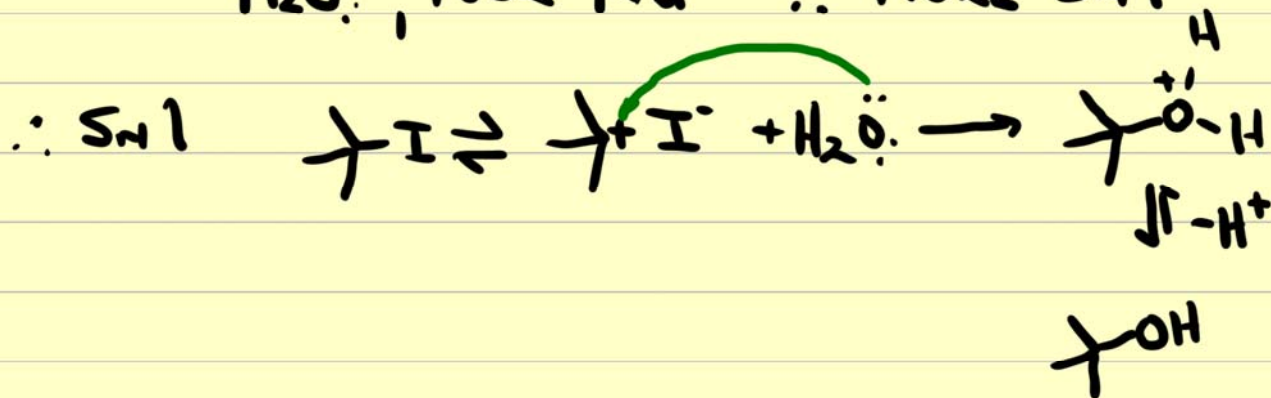 H
∴ SN1 I ⇌ + I⁻ + H₂Ö: → +O-H
⇌ -H⁺
OH